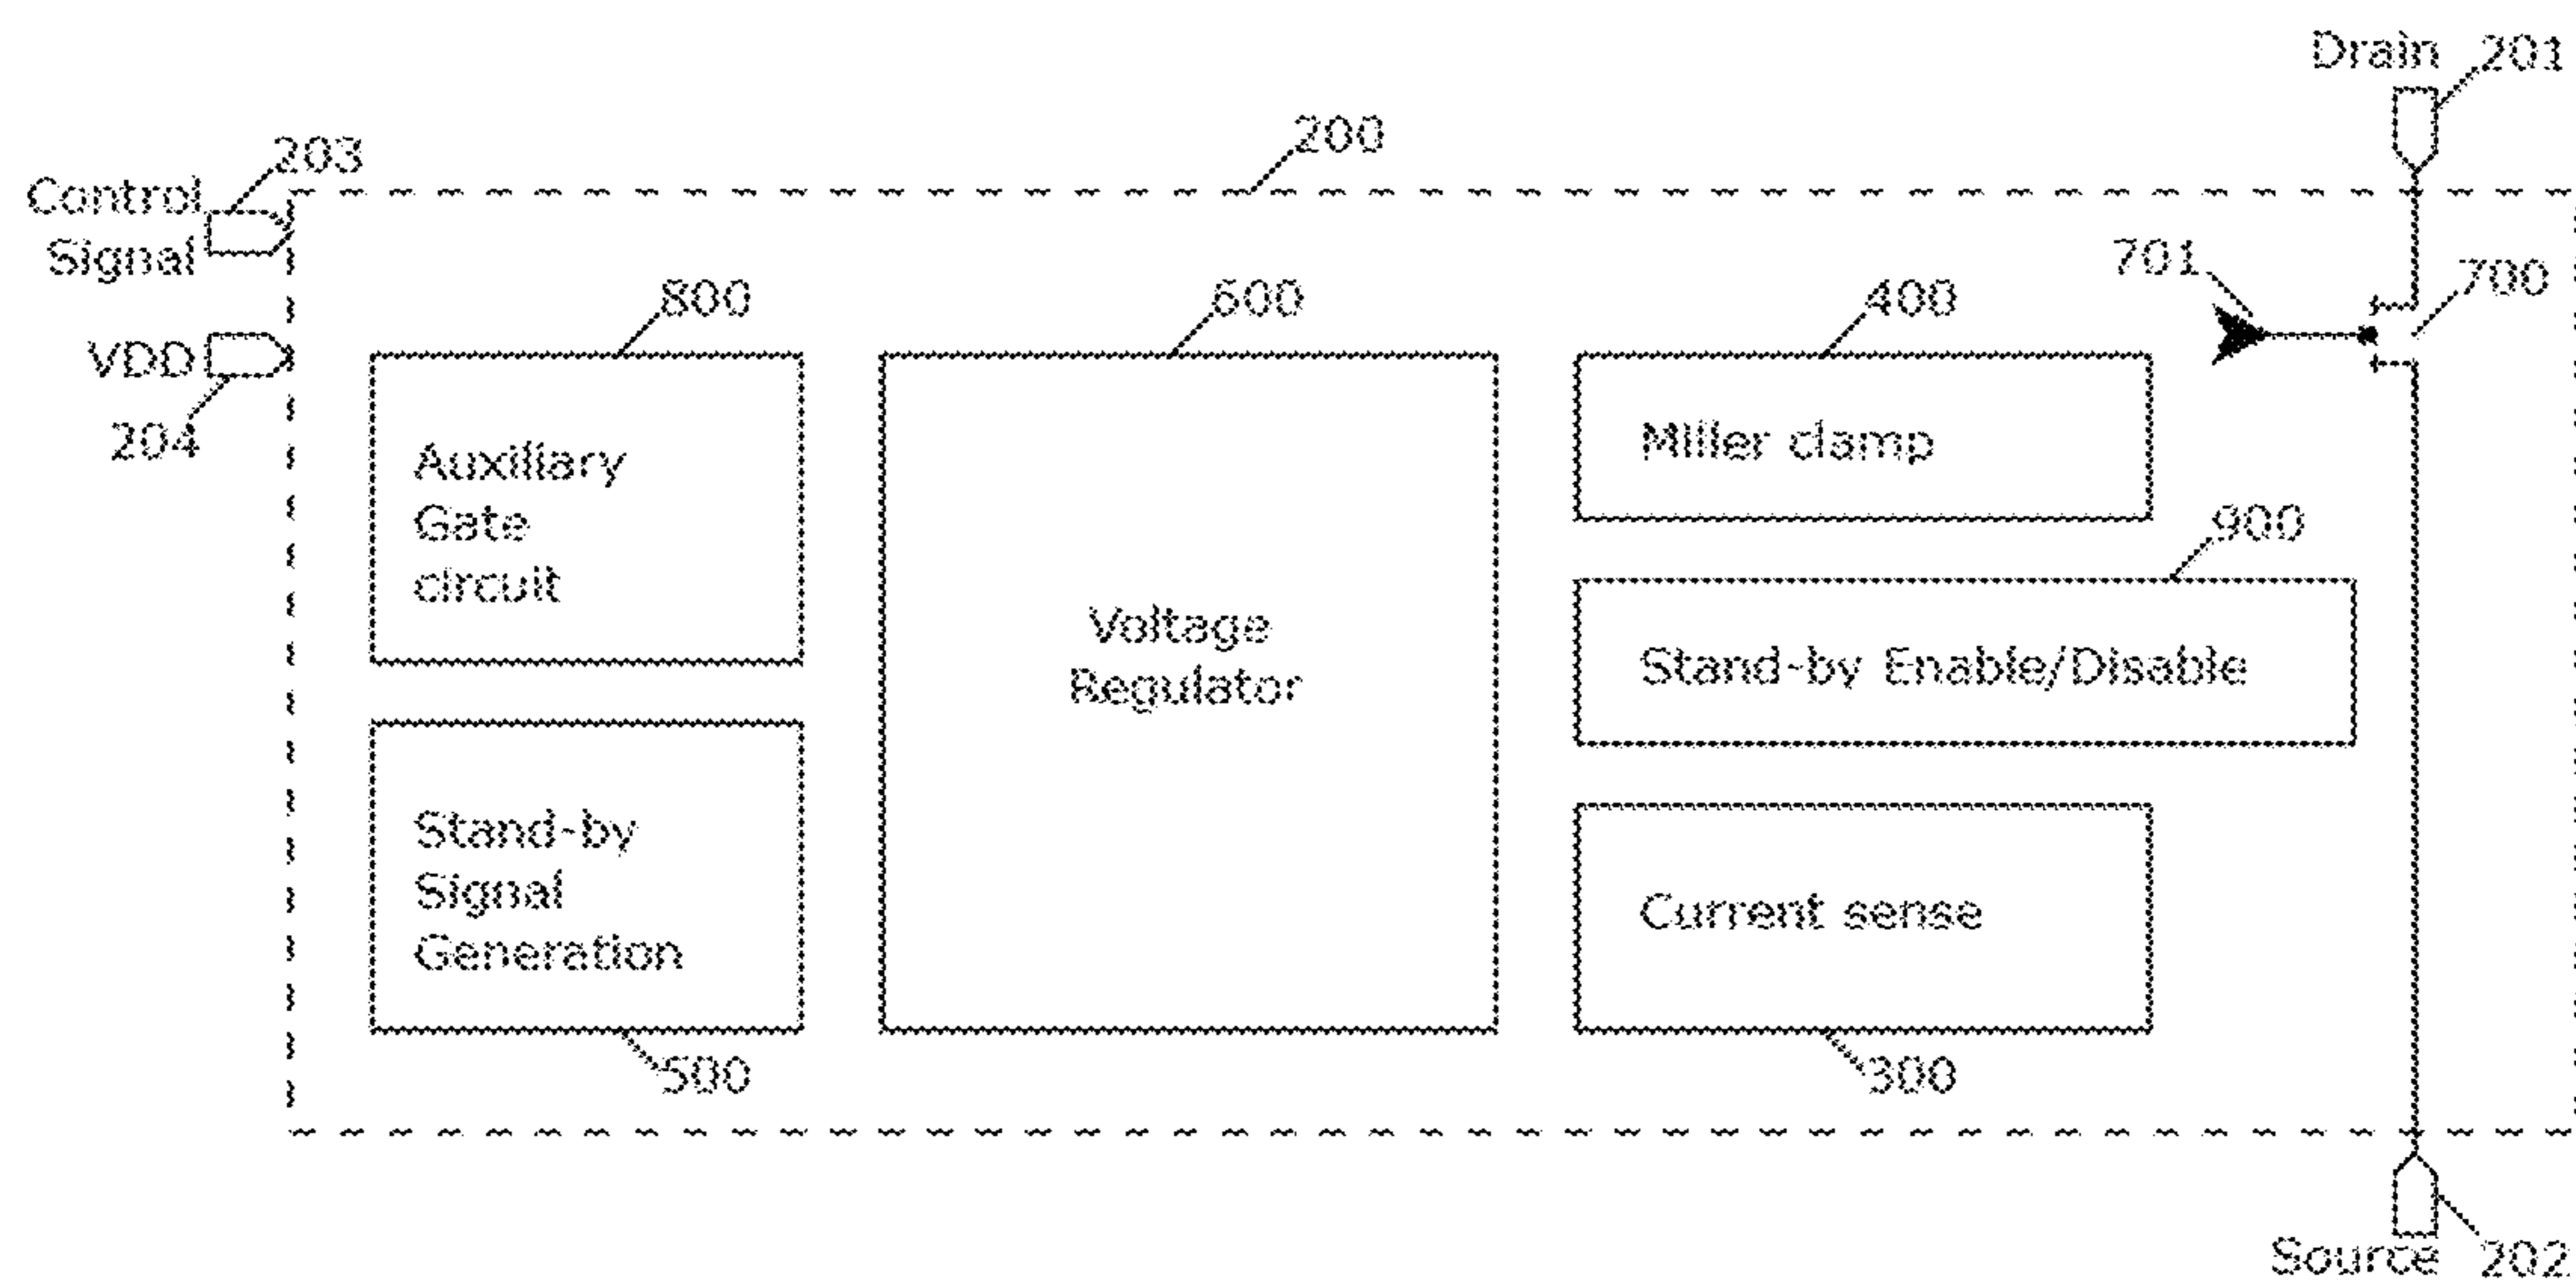 Drain 201
200
203
Control
Signal
701
700
800
600
400
VDD
204
Auxiliary
Gate
circuit
Miller clamp
900
Voltage
Regulator
Stand-by Enable/Disable
Stand-by
Signal
Generation
Current sense
500
300
Source 202